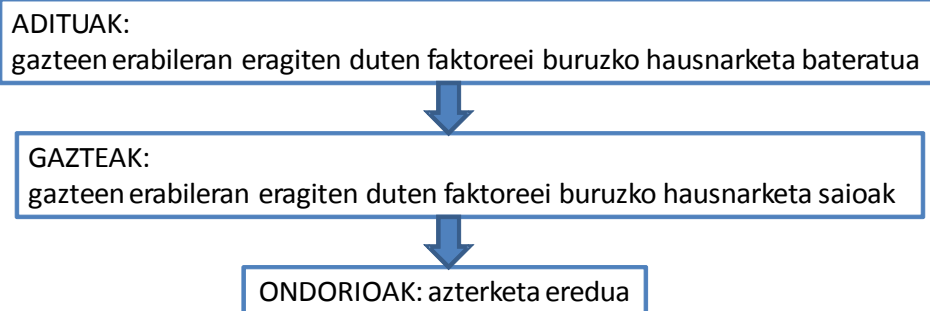 ADITUAK:
gazteen erabileran eragiten duten faktoreei buruzko hausnarketa bateratua
GAZTEAK:
gazteen erabileran eragiten duten faktoreei buruzko hausnarketa saioak
ONDORIOAK: azterketa eredua